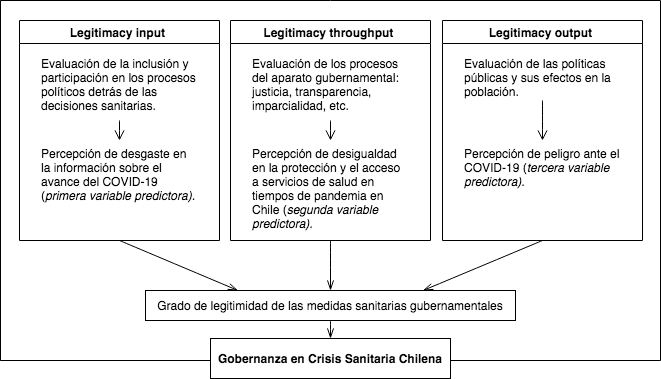 Legitimacy input
Evaluación de la inclusión y
participación en los procesos
políticos detrás de las
decisiones sanitarias.
Percepción de desgaste en
la información sobre el
avance del COVID-19
(primera variable predictora).
Legitimacy throughput
Evaluación de los procesos
del aparato gubernamental:
justicia, transparencia,
imparcialidad, etc.
Percepción de desigualdad
en la protección y el acceso
a servicios de salud en
tiempos de pandemia en
Chile (segunda variable
predictora).
Legitimacy output
Evaluación de las políticas
públicas y sus efectos en la
población.
Percepción de peligro ante el
COVID-19 (tercera variable
predictora).
Grado de legitimidad de las medidas sanitarias gubernamentales
Gobernanza en Crisis Sanitaria Chilena